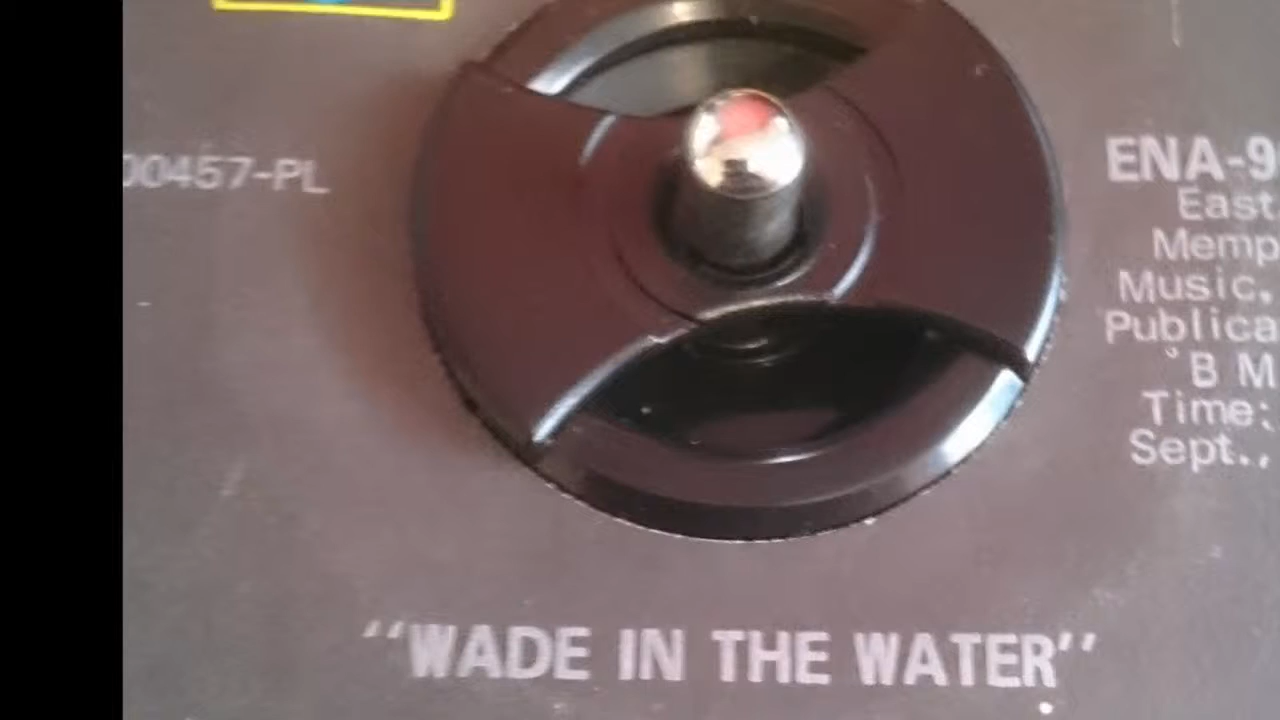 00457-PL
ENA-9
East
Memp
Music.
Publica
B M
Time:
Sept.,
“WADE IN THE WATER”